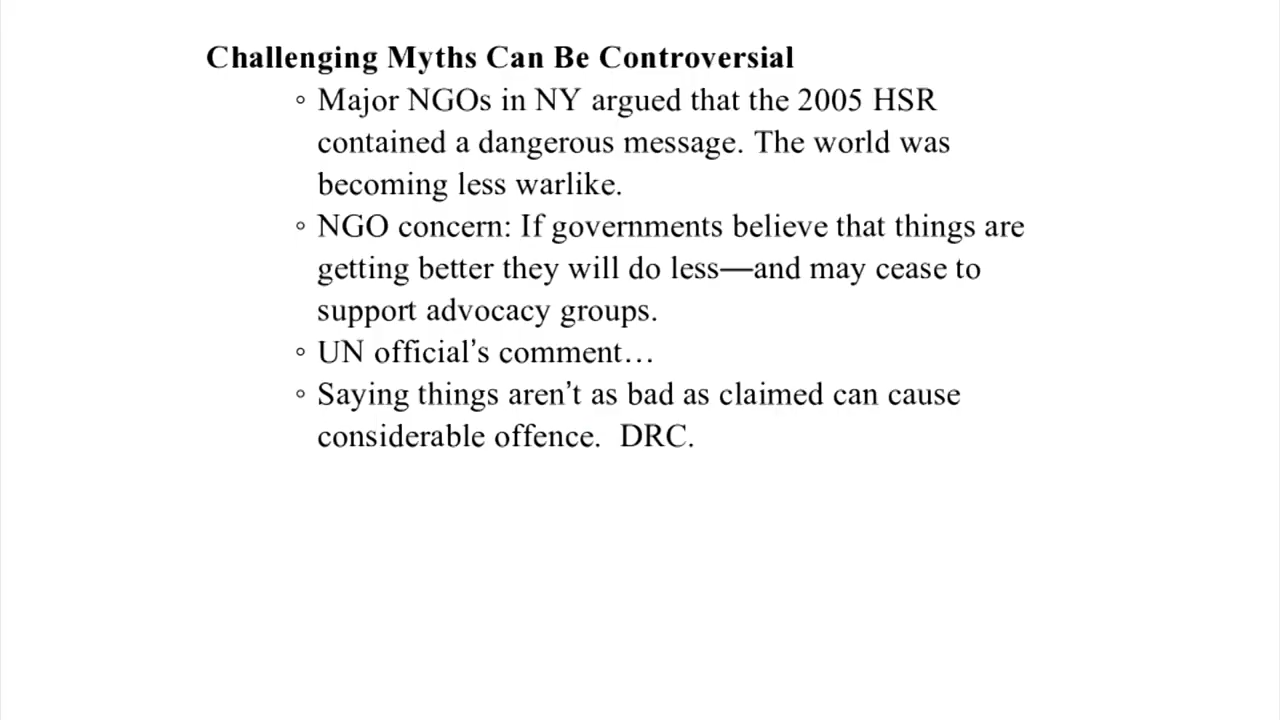 Challenging Myths Can Be Controversial
◦ Major NGOs in NY argued that the 2005 HSR
contained a dangerous message. The world was
becoming less warlike.
◦ NGO concern: If governments believe that things are
getting better they will do less—and may cease to
support advocacy groups.
◦ UN official’s comment…
◦ Saying things aren’t as bad as claimed can cause
considerable offence.  DRC.